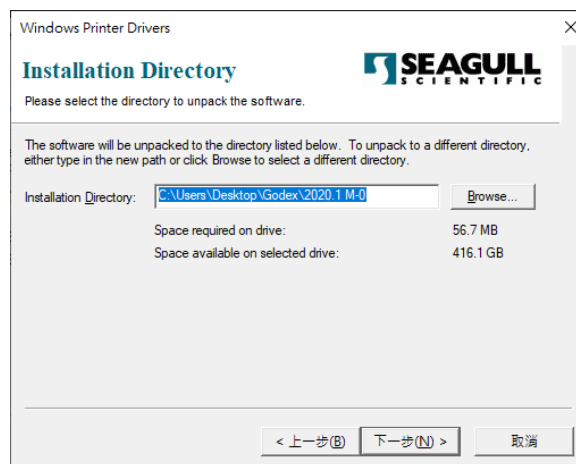 Windows Printer Drivers
Installation Directory
SEAGULL
SCIENTIFIC
Please select the directory to unpack the software.
The software will be unpacked to the directory listed below. To unpack to a different directory,
either type in the new path or click Browse to select a different directory.
Installation Directory: C:\Users\Desktop\Godex\2020.1 M-0 Browse...
Space required on drive: 56.7 MB
Space available on selected drive: 416.1 GB
< 上一步(B) 下一步(N) > 取消